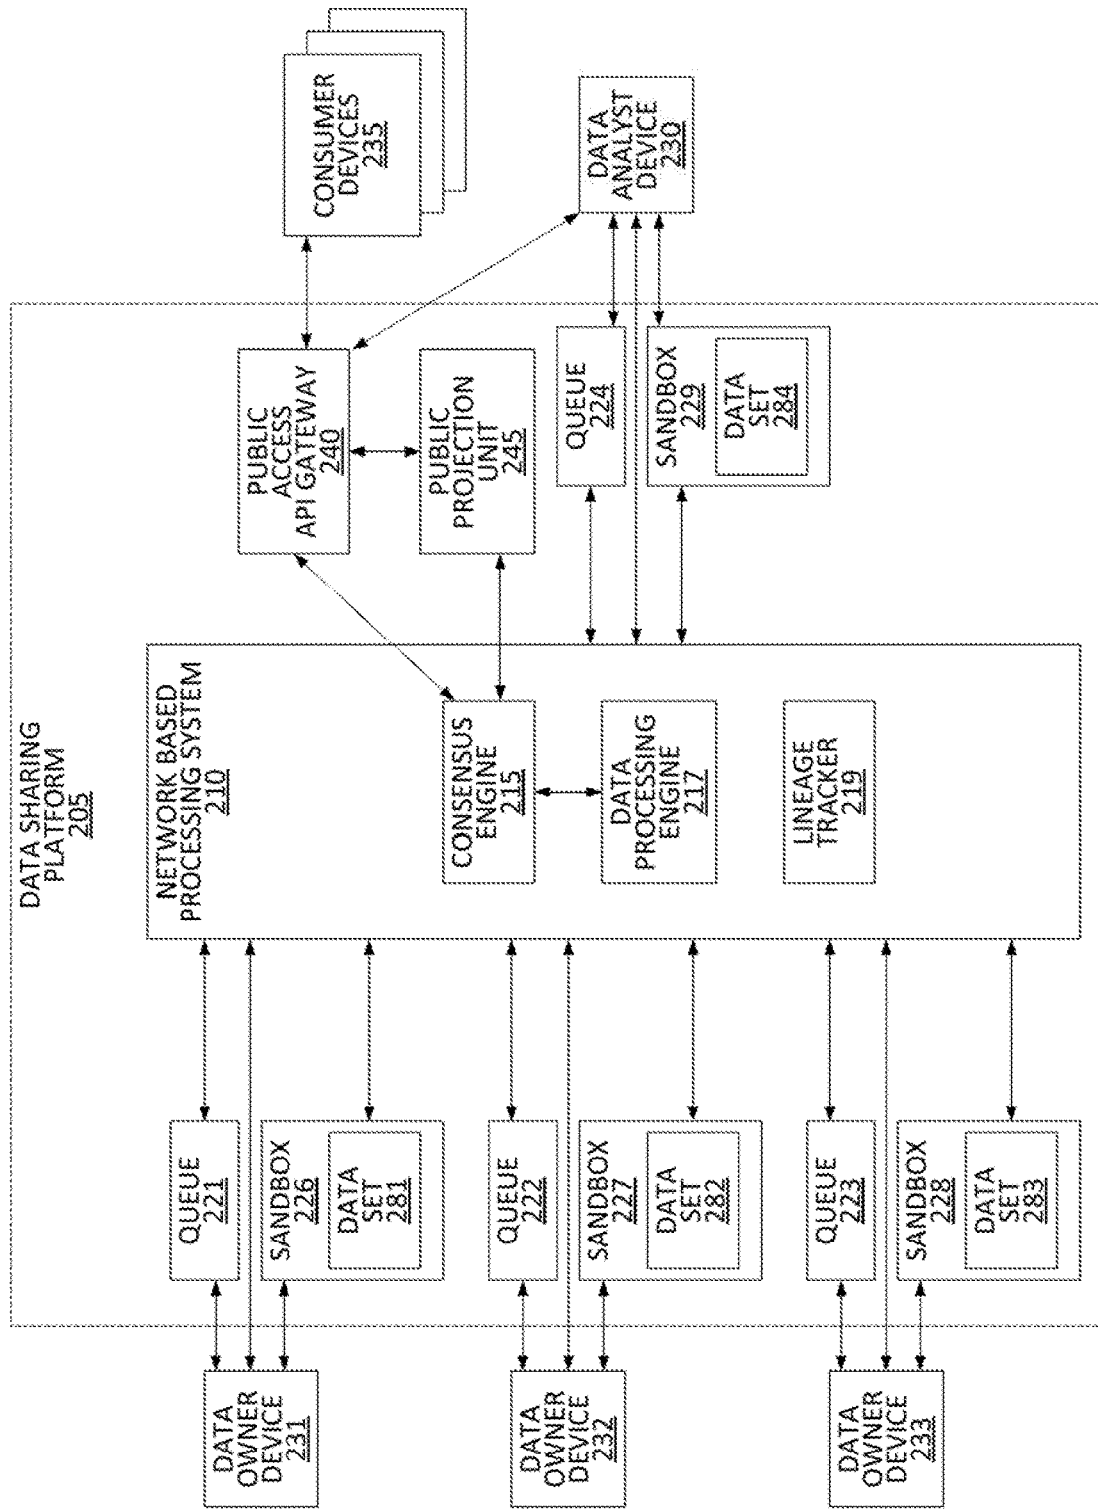 DATA SHARING
PLATFORM
205
NETWORK BASED
PROCESSING SYSTEM
210
CONSENSUS
ENGINE
215
DATA
PROCESSING
ENGINE
217
LINEAGE
TRACKER
219
DATA
OWNER
DEVICE
231
QUEUE
221
SANDBOX
226
DATA
SET
281
DATA
OWNER
DEVICE
232
QUEUE
222
SANDBOX
227
DATA
SET
282
DATA
OWNER
DEVICE
233
QUEUE
223
SANDBOX
228
DATA
SET
283
PUBLIC
ACCESS
API GATEWAY
240
PUBLIC
PROJECTION
UNIT
245
QUEUE
224
SANDBOX
229
DATA
SET
284
CONSUMER
DEVICES
235
DATA
ANALYST
DEVICE
230